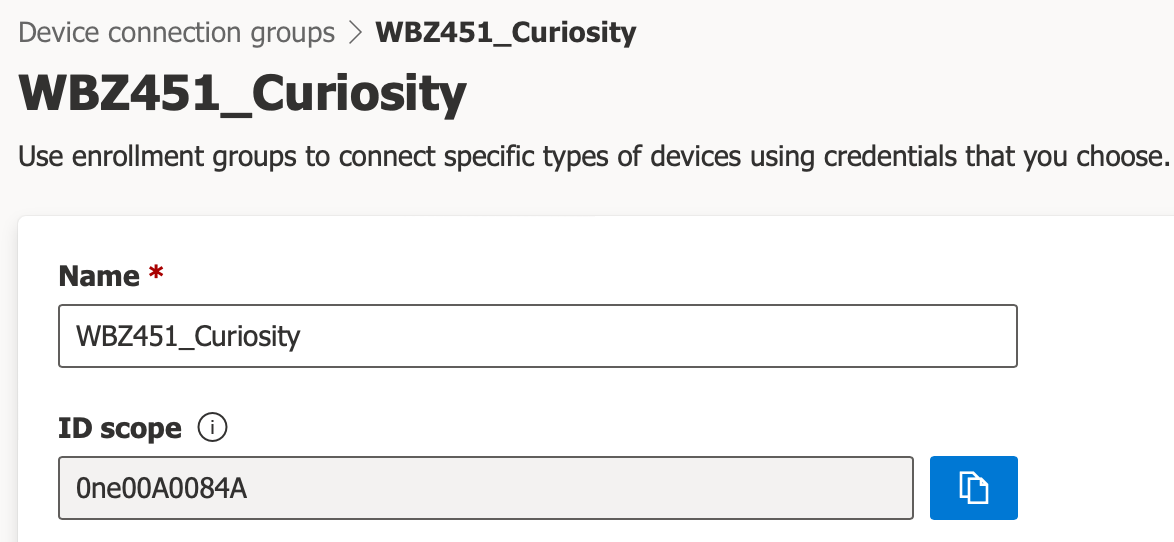 Device connection groups > WBZ451_Curiosity
WBZ451_Curiosity
Use enrollment groups to connect specific types of devices using credentials that you choose.
Name *
WBZ451_Curiosity
ID scope
0ne00A0084A